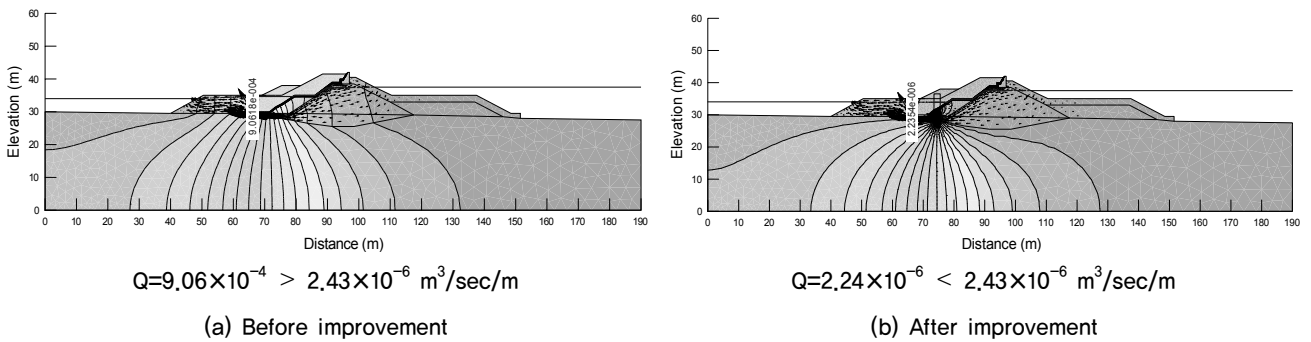 60
50
40
30
20
10
0
Elevation (m)
9.0618e-004
0 10 20 30 40 50 60 70 80 90 100 110 120 130 140 150 160 170 180 190
Distance (m)
Q=9.06×10⁻⁴ > 2.43×10⁻⁶ m³/sec/m
(a) Before improvement
60
50
40
30
20
10
0
Elevation (m)
2.2354e-006
0 10 20 30 40 50 60 70 80 90 100 110 120 130 140 150 160 170 180 190
Distance (m)
Q=2.24×10⁻⁶ < 2.43×10⁻⁶ m³/sec/m
(b) After improvement